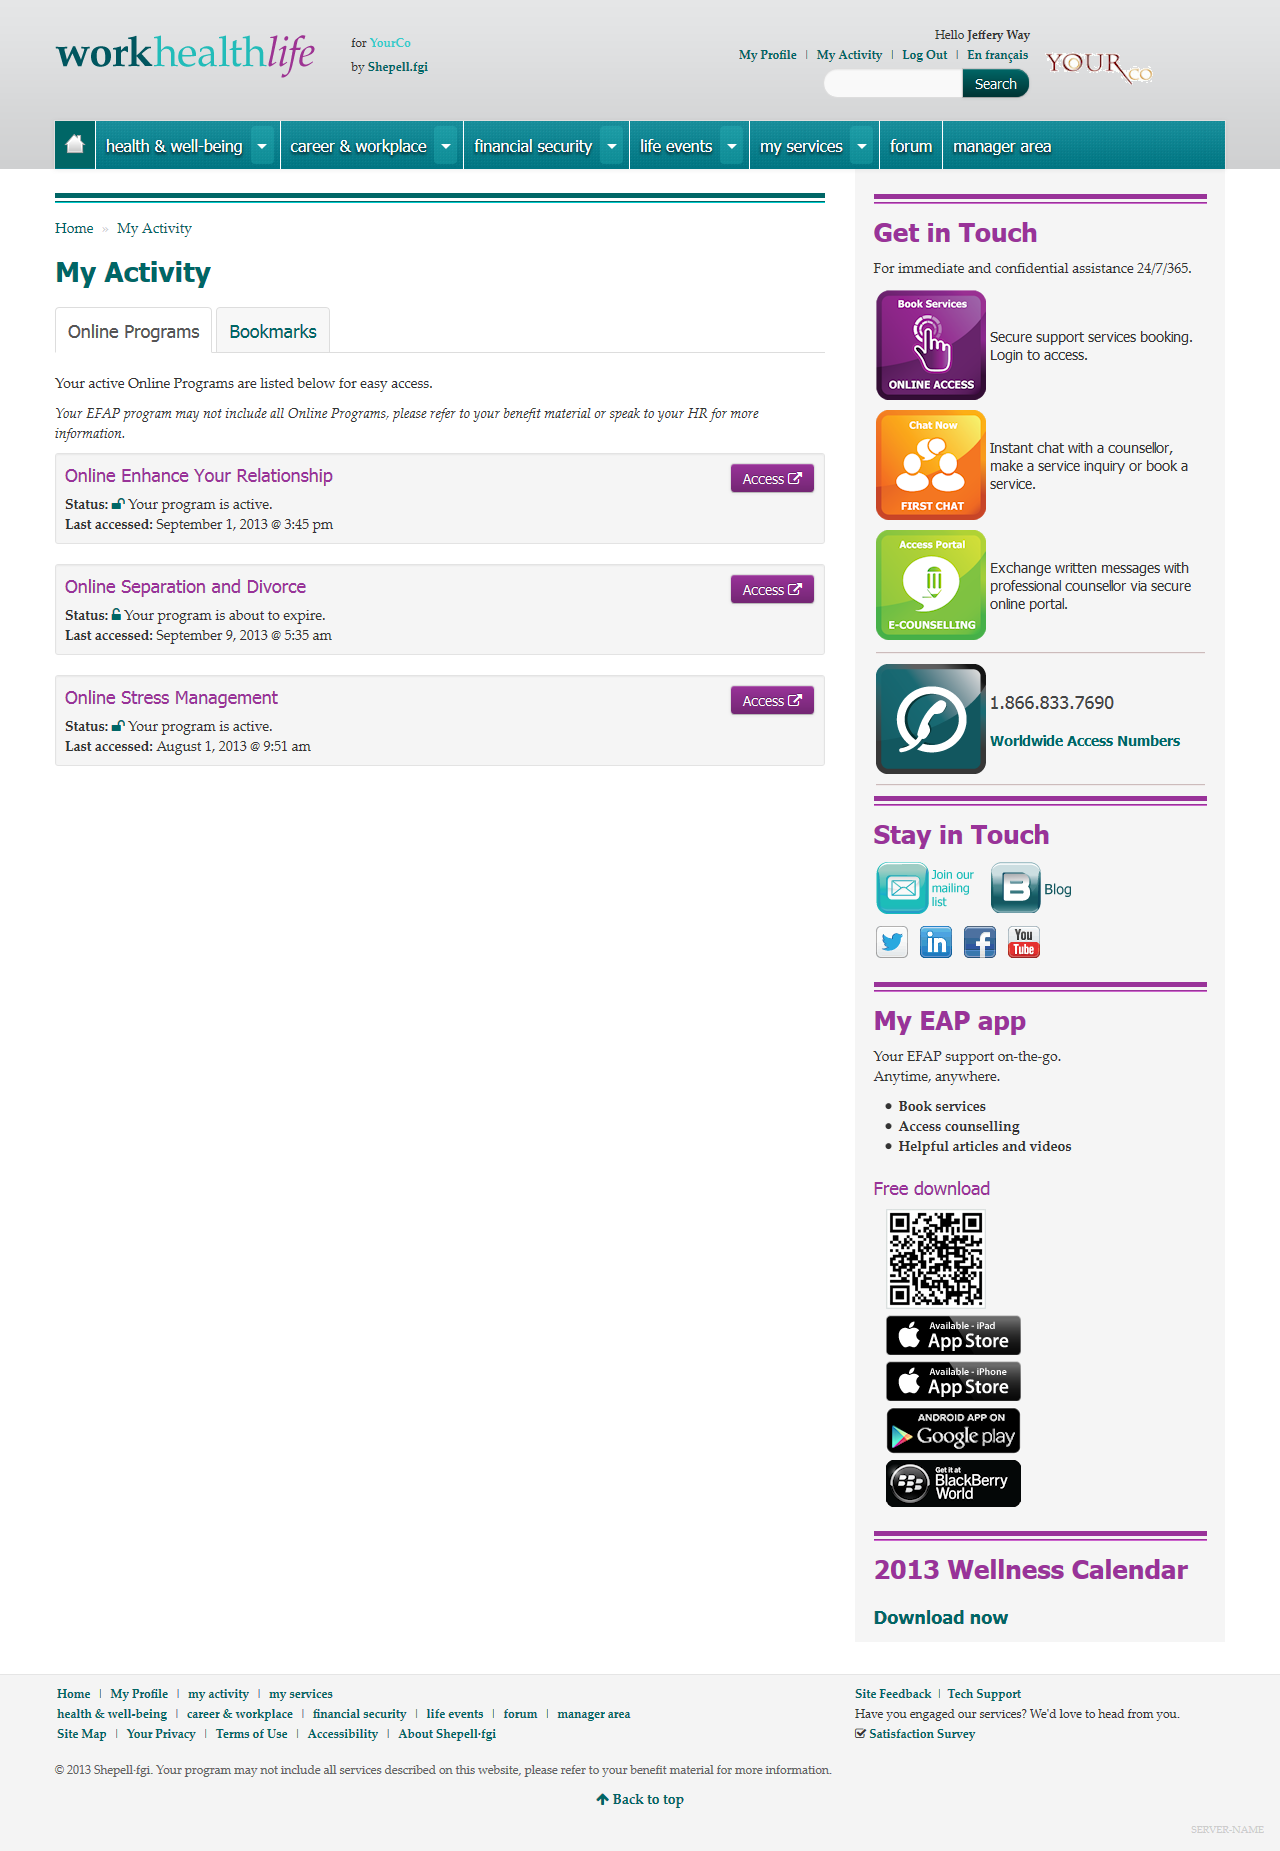 workhealthlife
for YourCo
by Shepell.fgi
Hello Jeffery Way
My Profile | My Activity | Log Out | En français
YOUR CO
Search
health & well-being
career & workplace
financial security
life events
my services
forum
manager area
Home » My Activity
My Activity
Online Programs
Bookmarks
Your active Online Programs are listed below for easy access.
Your EFAP program may not include all Online Programs, please refer to your benefit material or speak to your HR for more
information.
Online Enhance Your Relationship
Access
Status: Your program is active.
Last accessed: September 1, 2013 @ 3:45 pm
Online Separation and Divorce
Access
Status: Your program is about to expire.
Last accessed: September 9, 2013 @ 5:35 am
Online Stress Management
Access
Status: Your program is active.
Last accessed: August 1, 2013 @ 9:51 am
Get in Touch
For immediate and confidential assistance 24/7/365.
Book Services
ONLINE ACCESS
Secure support services booking.
Login to access.
Chat Now
FIRST CHAT
Instant chat with a counsellor,
make a service inquiry or book a
service.
Access Portal
E-COUNSELLING
Exchange written messages with
professional counsellor via secure
online portal.
1.866.833.7690
Worldwide Access Numbers
Stay in Touch
Join our
mailing
list
B
Blog
in
f
You
Tube
My EAP app
Your EFAP support on-the-go.
Anytime, anywhere.
• Book services
• Access counselling
• Helpful articles and videos
Free download
Available - iPad
App Store
Available - iPhone
App Store
ANDROID APP ON
Google play
Get it at
BlackBerry
World
2013 Wellness Calendar
Download now
Home | My Profile | my activity | my services
health & well-being | career & workplace | financial security | life events | forum | manager area
Site Map | Your Privacy | Terms of Use | Accessibility | About Shepell·fgi
Site Feedback | Tech Support
Have you engaged our services? We'd love to head from you.
Satisfaction Survey
© 2013 Shepell·fgi. Your program may not include all services described on this website, please refer to your benefit material for more information.
Back to top
SERVER-NAME